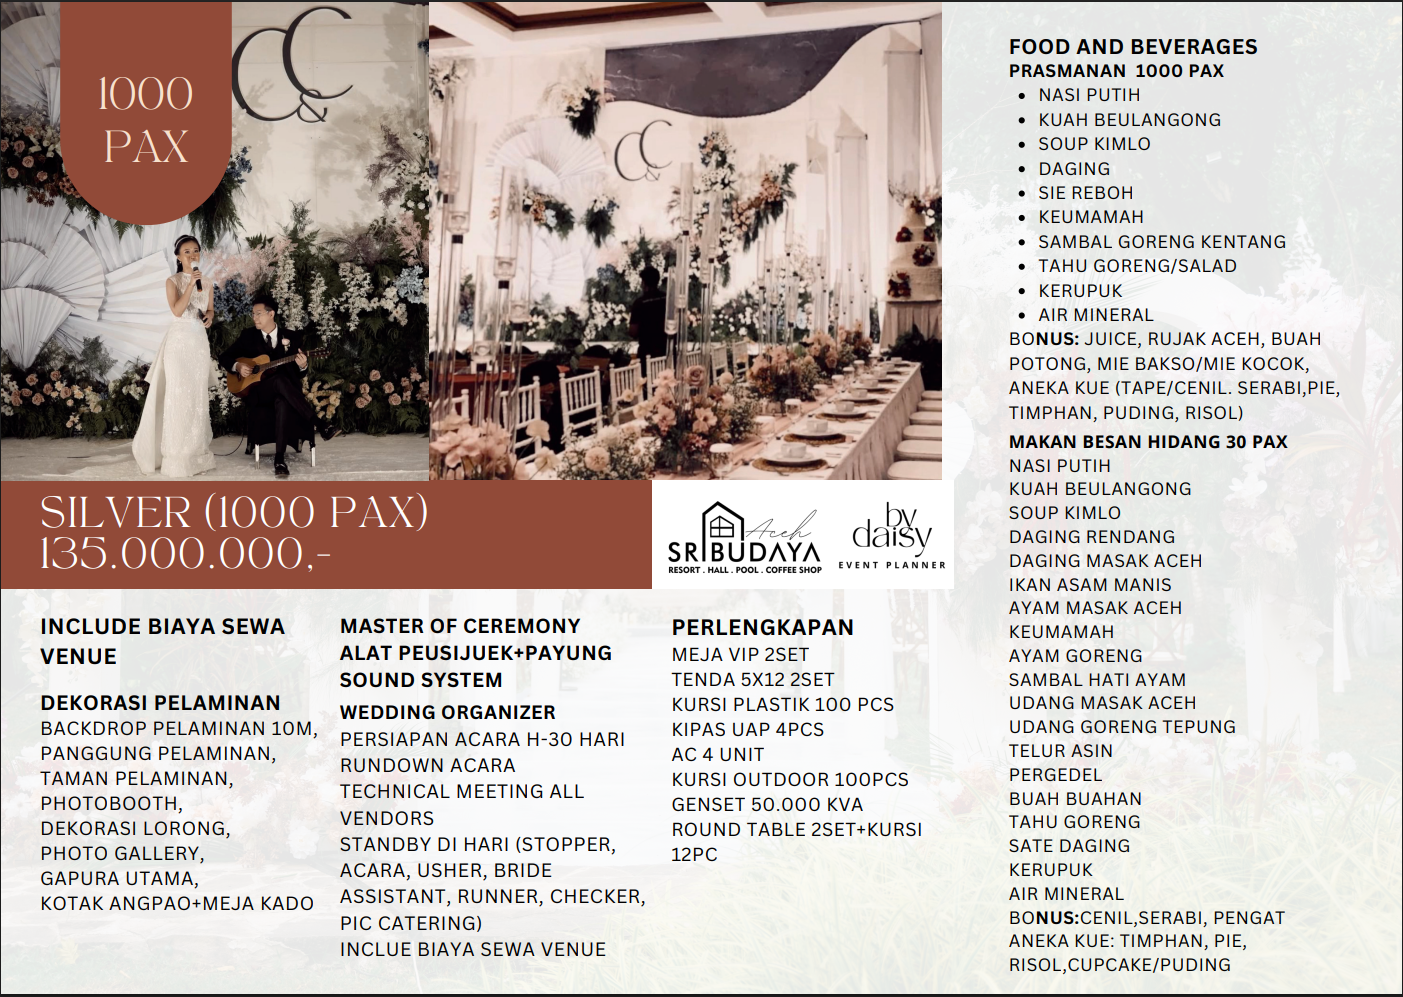 1000
PAX
C
&
C
C
&
C
SILVER (1000 PAX)
135.000.000,-
Aceh
SRIBUDAYA
RESORT . HALL . POOL . COFFEE SHOP
by
daisy
EVENT PLANNER
INCLUDE BIAYA SEWA
VENUE
DEKORASI PELAMINAN
BACKDROP PELAMINAN 10M,
PANGGUNG PELAMINAN,
TAMAN PELAMINAN,
PHOTOBOOTH,
DEKORASI LORONG,
PHOTO GALLERY,
GAPURA UTAMA,
KOTAK ANGPAO+MEJA KADO
MASTER OF CEREMONY
ALAT PEUSIJUEK+PAYUNG
SOUND SYSTEM
WEDDING ORGANIZER
PERSIAPAN ACARA H-30 HARI
RUNDOWN ACARA
TECHNICAL MEETING ALL
VENDORS
STANDBY DI HARI (STOPPER,
ACARA, USHER, BRIDE
ASSISTANT, RUNNER, CHECKER,
PIC CATERING)
INCLUE BIAYA SEWA VENUE
PERLENGKAPAN
MEJA VIP 2SET
TENDA 5X12 2SET
KURSI PLASTIK 100 PCS
KIPAS UAP 4PCS
AC 4 UNIT
KURSI OUTDOOR 100PCS
GENSET 50.000 KVA
ROUND TABLE 2SET+KURSI
12PC
FOOD AND BEVERAGES
PRASMANAN 1000 PAX
• NASI PUTIH
• KUAH BEULANGONG
• SOUP KIMLO
• DAGING
• SIE REBOH
• KEUMAMAH
• SAMBAL GORENG KENTANG
• TAHU GORENG/SALAD
• KERUPUK
• AIR MINERAL
BONUS: JUICE, RUJAK ACEH, BUAH
POTONG, MIE BAKSO/MIE KOCOK,
ANEKA KUE (TAPE/CENIL. SERABI,PIE,
TIMPHAN, PUDING, RISOL)
MAKAN BESAN HIDANG 30 PAX
NASI PUTIH
KUAH BEULANGONG
SOUP KIMLO
DAGING RENDANG
DAGING MASAK ACEH
IKAN ASAM MANIS
AYAM MASAK ACEH
KEUMAMAH
AYAM GORENG
SAMBAL HATI AYAM
UDANG MASAK ACEH
UDANG GORENG TEPUNG
TELUR ASIN
PERGEDEL
BUAH BUAHAN
TAHU GORENG
SATE DAGING
KERUPUK
AIR MINERAL
BONUS:CENIL,SERABI, PENGAT
ANEKA KUE: TIMPHAN, PIE,
RISOL,CUPCAKE/PUDING